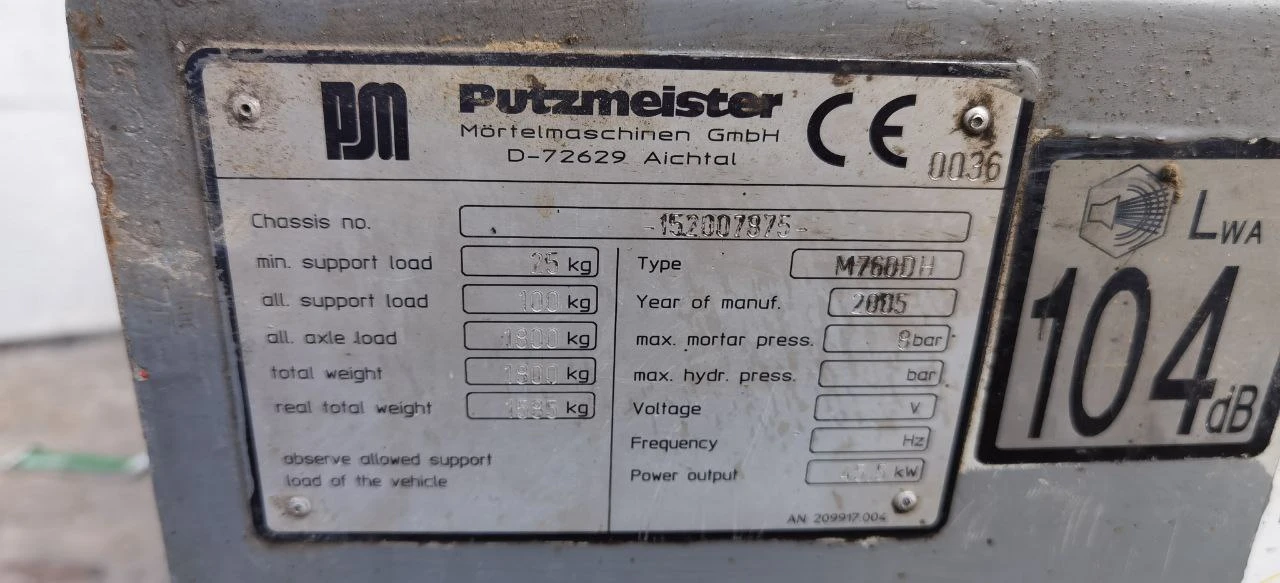 PM Putzmeister
Mörtelmaschinen GmbH
D-72629 Aichtal
CE
0036
Chassis no. -152007875-
min. support load 25 kg
all. support load 100 kg
all. axle load 1800 kg
total weight 1900 kg
real total weight kg
observe allowed support
load of the vehicle
Type M760DH
Year of manuf. 2005
max. mortar press. 8 bar
max. hydr. press. bar
Voltage V
Frequency Hz
Power output kW
AN 209917.004
LWA
104 dB